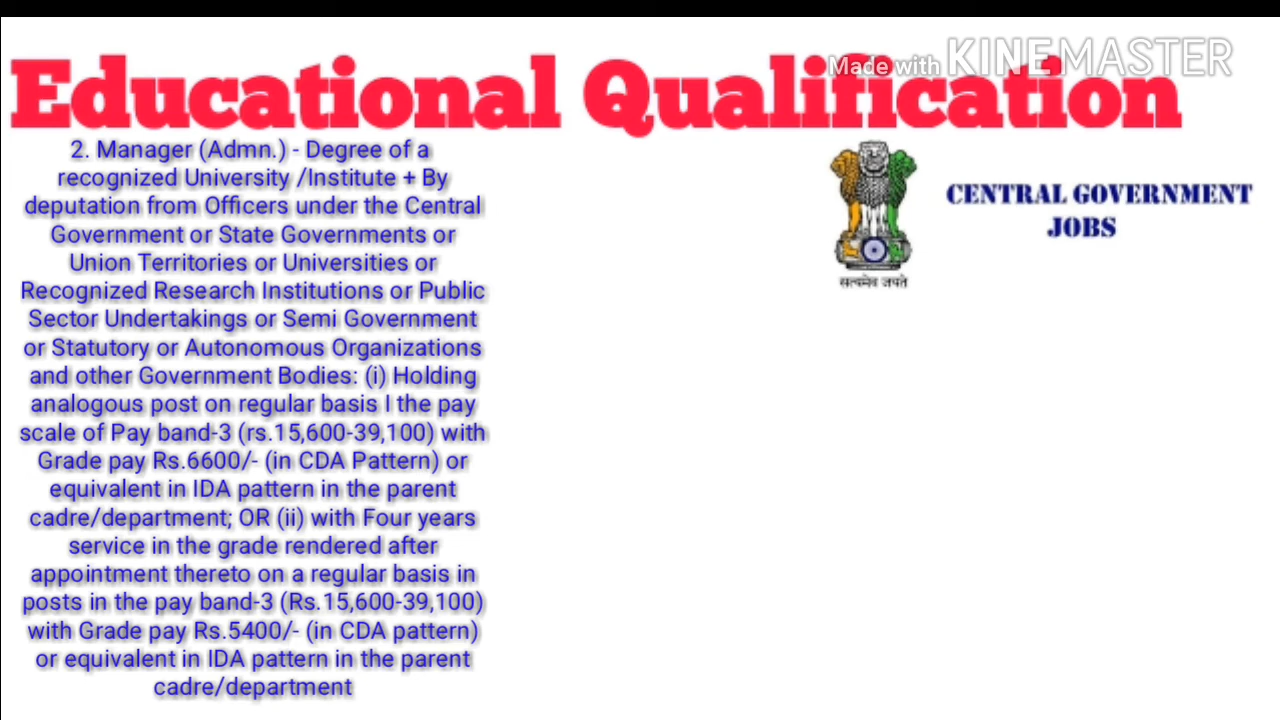 Made with KINEMASTER
Educational Qualification
2. Manager (Admn.) - Degree of a
recognized University /Institute + By
deputation from Officers under the Central
Government or State Governments or
Union Territories or Universities or
Recognized Research Institutions or Public
Sector Undertakings or Semi Government
or Statutory or Autonomous Organizations
and other Government Bodies: (i) Holding
analogous post on regular basis I the pay
scale of Pay band-3 (rs.15,600-39,100) with
Grade pay Rs.6600/- (in CDA Pattern) or
equivalent in IDA pattern in the parent
cadre/department; OR (ii) with Four years
service in the grade rendered after
appointment thereto on a regular basis in
posts in the pay band-3 (Rs.15,600-39,100)
with Grade pay Rs.5400/- (in CDA pattern)
or equivalent in IDA pattern in the parent
cadre/department
सत्यमेव जयते
CENTRAL GOVERNMENT
JOBS